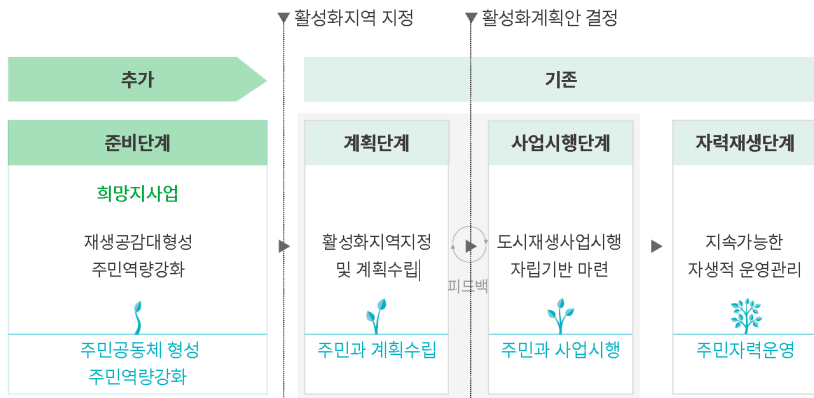 활성화지역 지정
활성화계획안 결정
추가
기존
준비단계
계획단계
사업시행단계
자력재생단계
희망지사업
재생공감대형성
주민역량강화
활성화지역지정
및 계획수립
피드백
도시재생사업시행
자립기반 마련
지속가능한
자생적 운영관리
주민공동체 형성
주민역량강화
주민과 계획수립
주민과 사업시행
주민자력운영